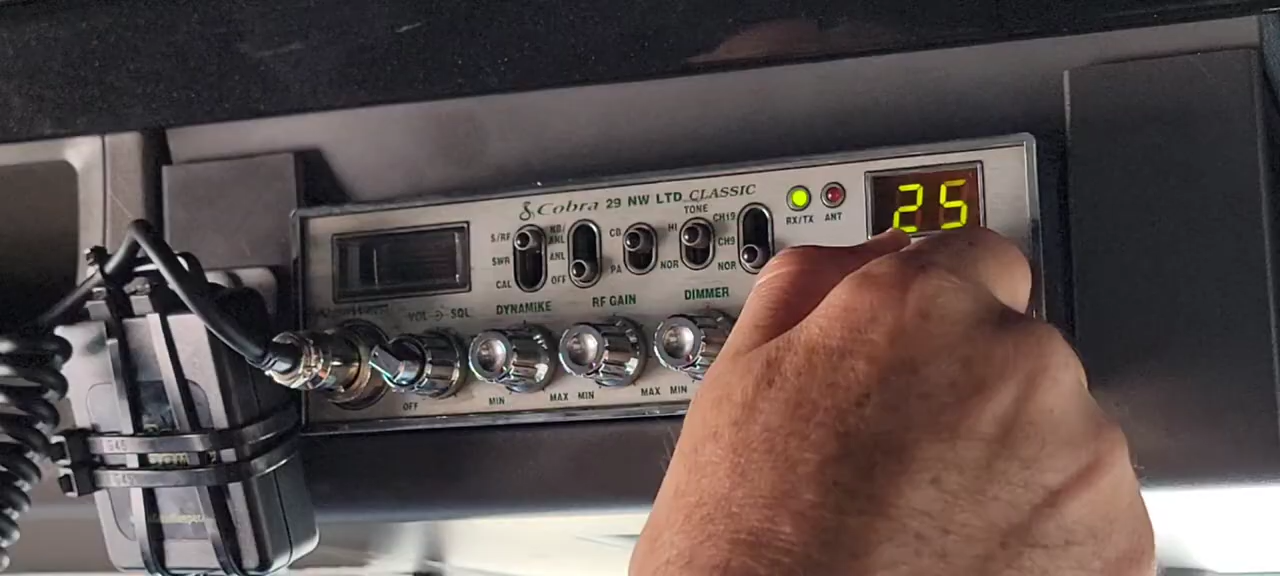 Cobra 29 NW LTD CLASSIC
25
S/RF
SWR
CAL
NB/
ANL
ANL
OFF
CB
PA
TONE
HI
NOR
CH19
CH9
NOR
RX/TX
ANT
VOL SQL
OFF
DYNAMIKE
MIN MAX
RF GAIN
MIN MAX
DIMMER
MIN